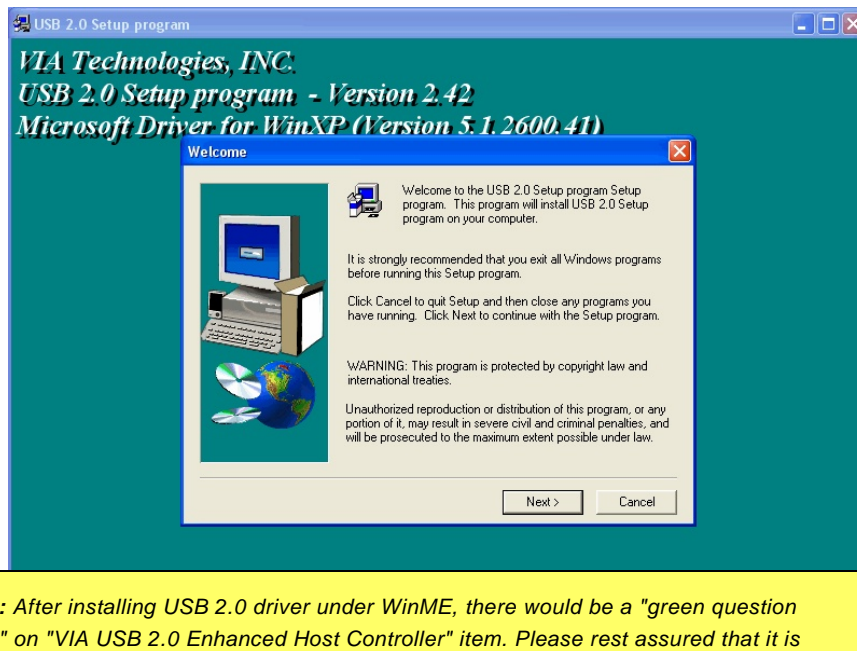 USB 2.0 Setup program
VIA Technologies, INC.
USB 2.0 Setup program - Version 2.42
Microsoft Driver for WinXP (Version 5.1.2600.41)
Welcome
Welcome to the USB 2.0 Setup program Setup
program. This program will install USB 2.0 Setup
program on your computer.
It is strongly recommended that you exit all Windows programs
before running this Setup program.
Click Cancel to quit Setup and then close any programs you
have running. Click Next to continue with the Setup program.
WARNING: This program is protected by copyright law and
international treaties.
Unauthorized reproduction or distribution of this program, or any
portion of it, may result in severe civil and criminal penalties, and
will be prosecuted to the maximum extent possible under law.
Next >
Cancel
: After installing USB 2.0 driver under WinME, there would be a "green question
" on "VIA USB 2.0 Enhanced Host Controller" item. Please rest assured that it is